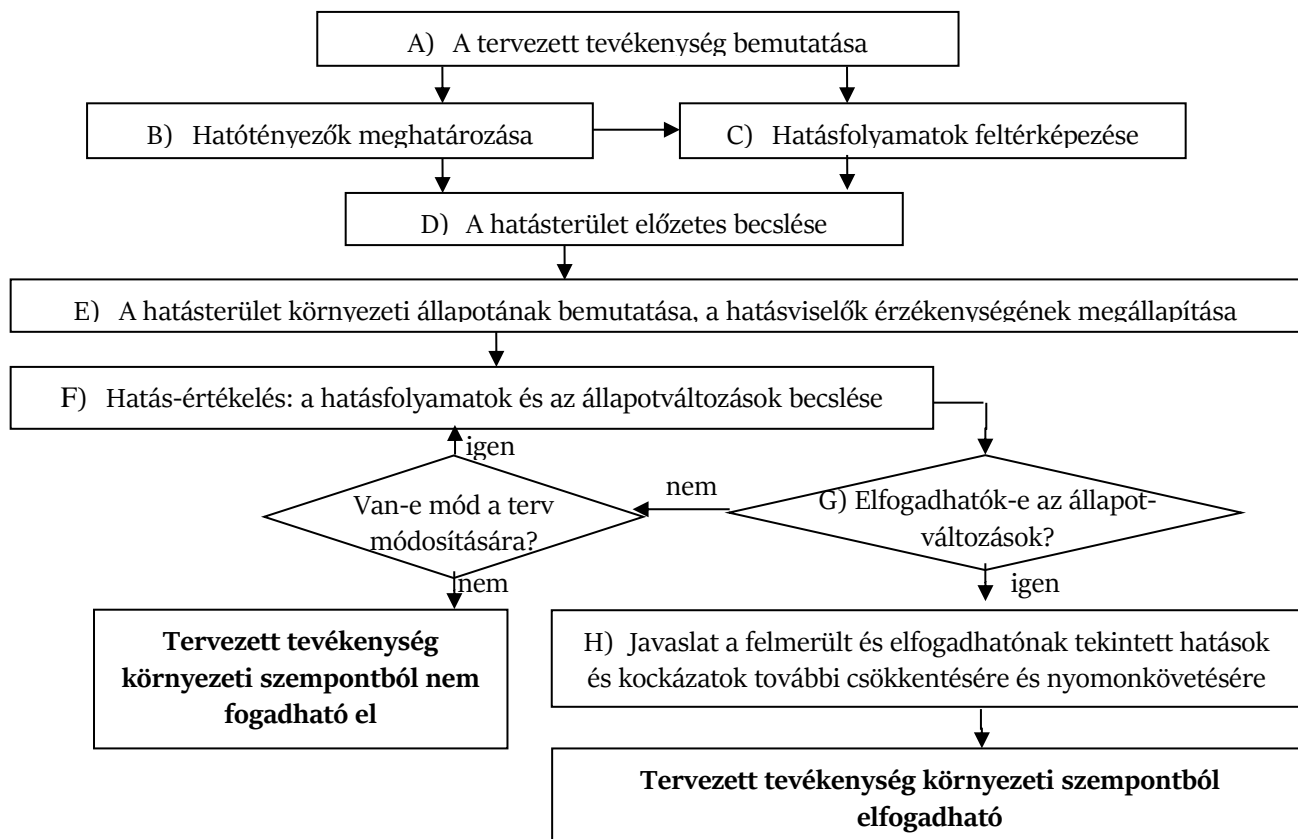 A) A tervezett tevékenység bemutatása
B) Hatótényezők meghatározása
C) Hatásfolyamatok feltérképezése
D) A hatásterület előzetes becslése
E) A hatásterület környezeti állapotának bemutatása, a hatásviselők érzékenységének megállapítása
F) Hatás-értékelés: a hatásfolyamatok és az állapotváltozások becslése
igen
Van-e mód a terv
módosítására?
nem
G) Elfogadhatók-e az állapot-
változások?
nem
igen
Tervezett tevékenység
környezeti szempontból nem
fogadható el
H) Javaslat a felmerült és elfogadhatónak tekintett hatások
és kockázatok további csökkentésére és nyomonkövetésére
Tervezett tevékenység környezeti szempontból
elfogadható